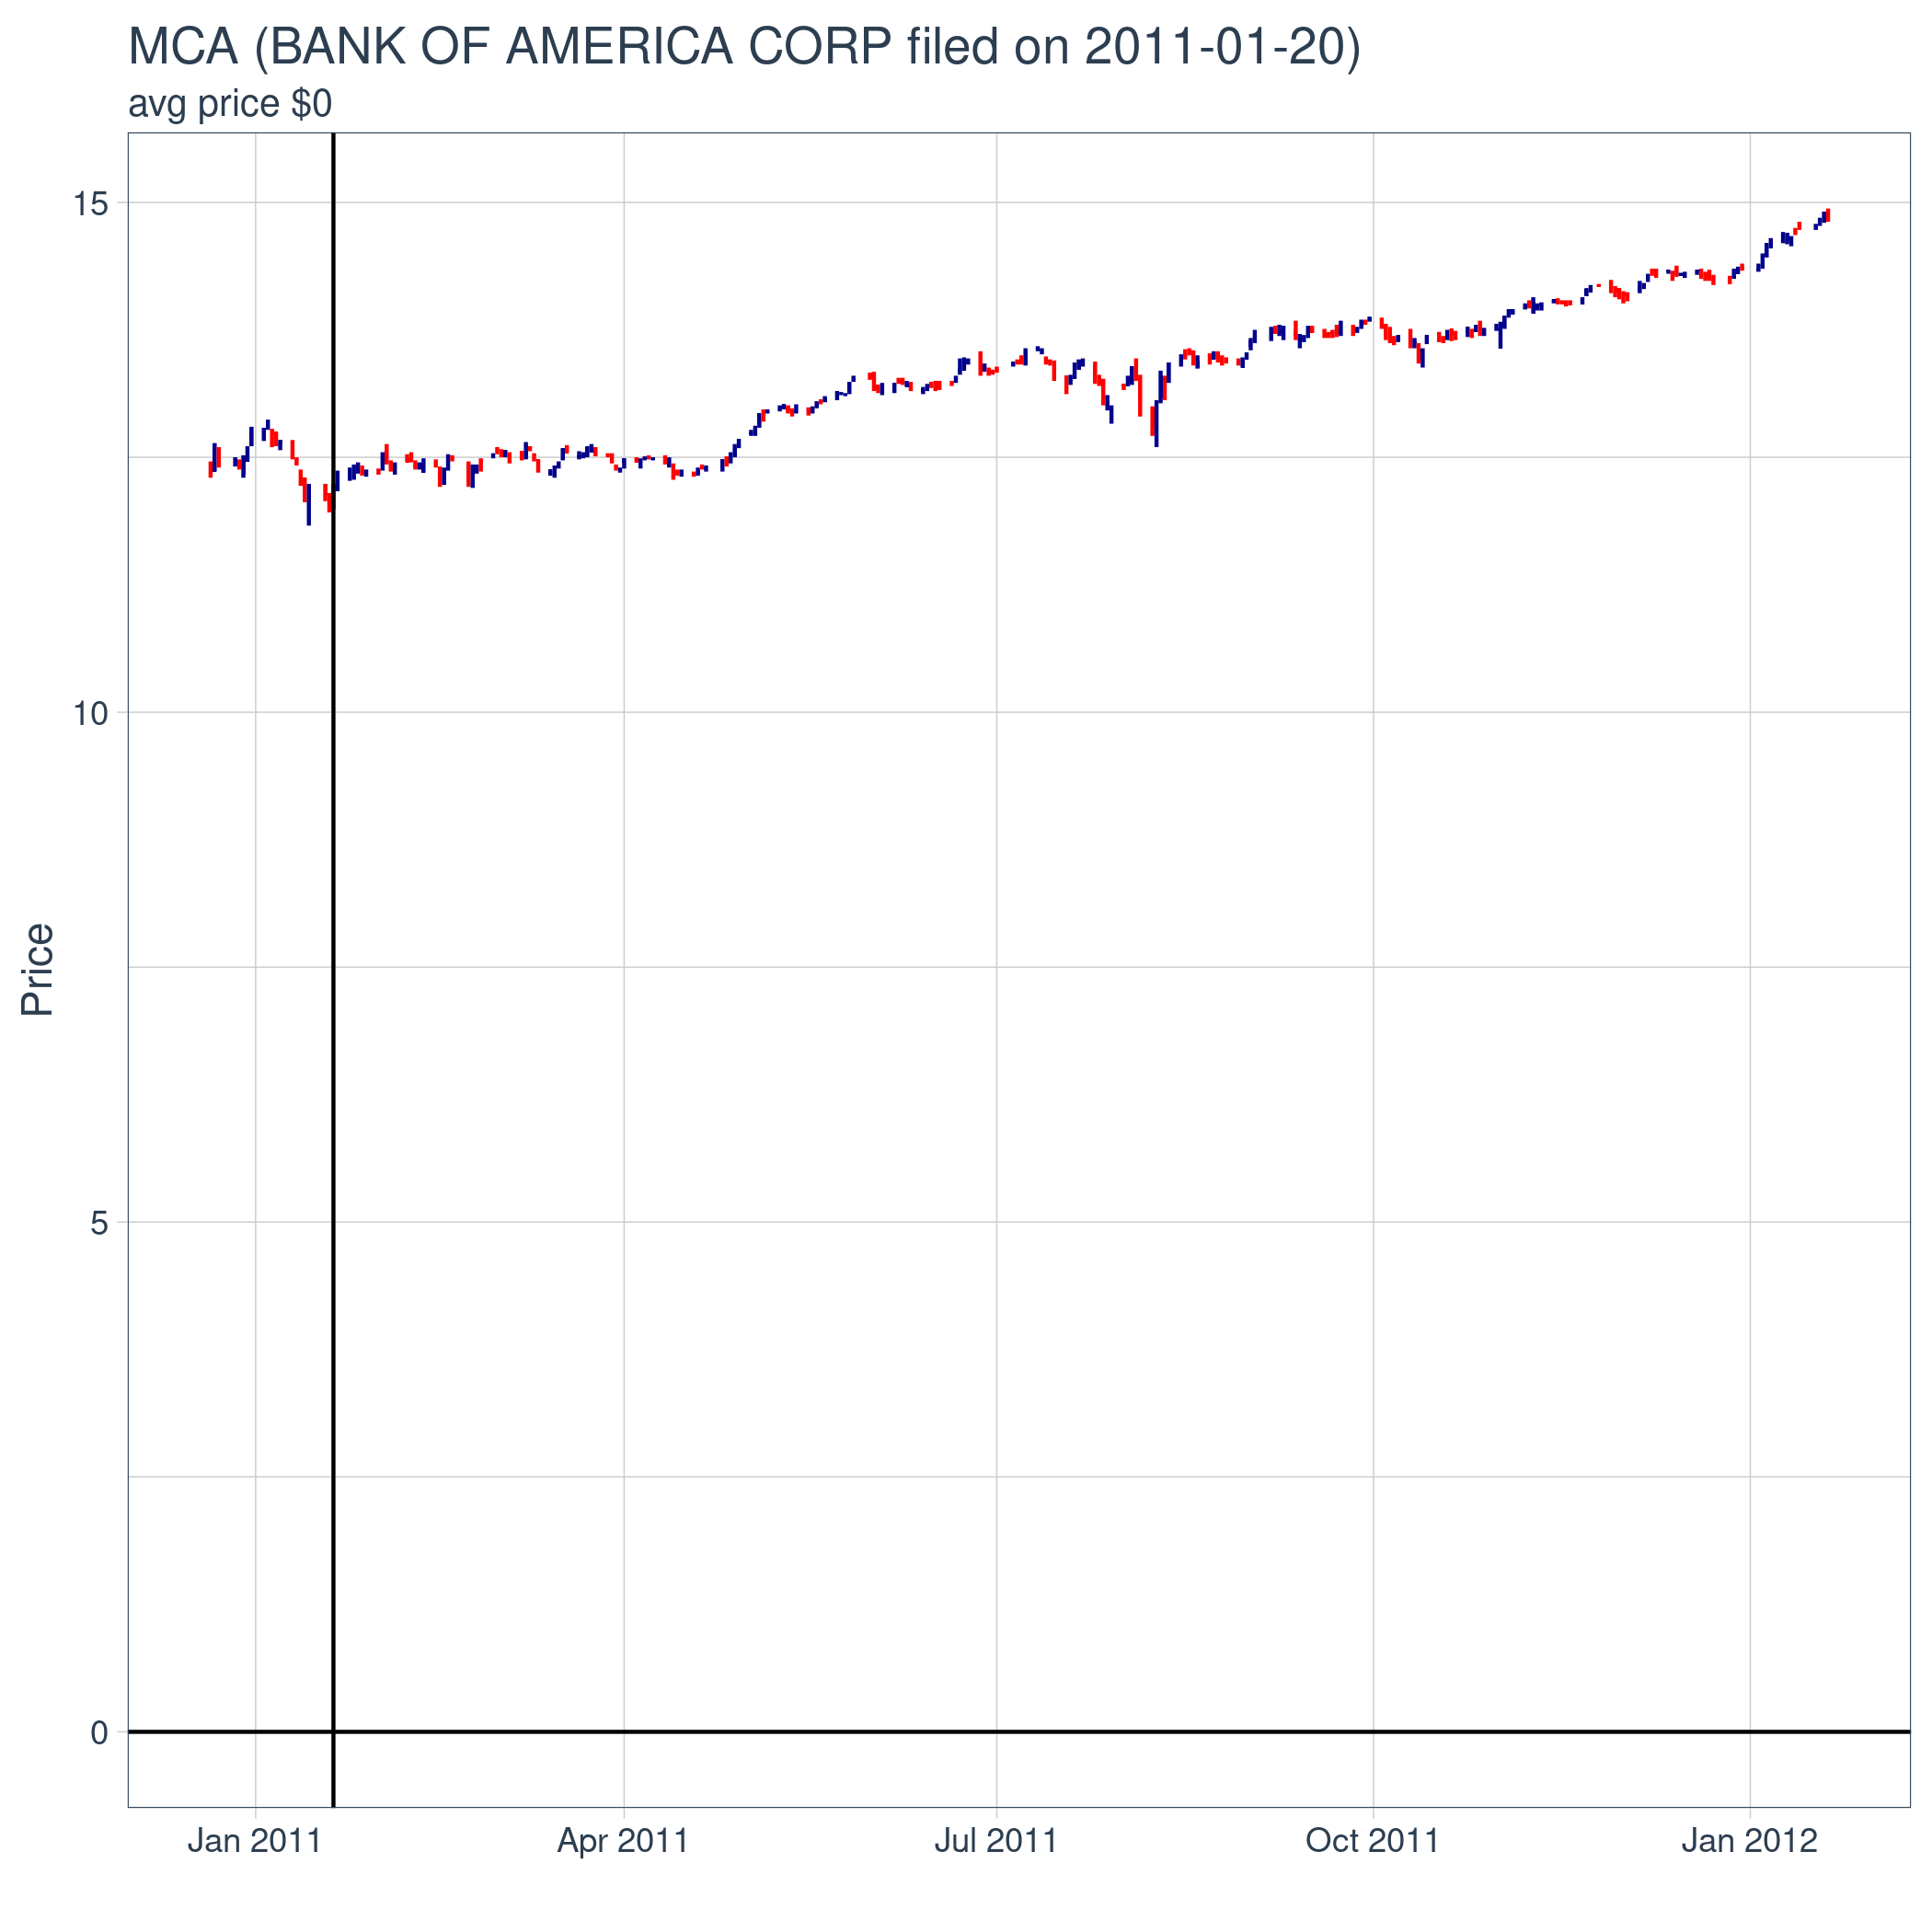 MCA (BANK OF AMERICA CORP filed on 2011-01-20)
avg price $0
15
10
5
0
Price
Jan 2011 Apr 2011 Jul 2011 Oct 2011 Jan 2012